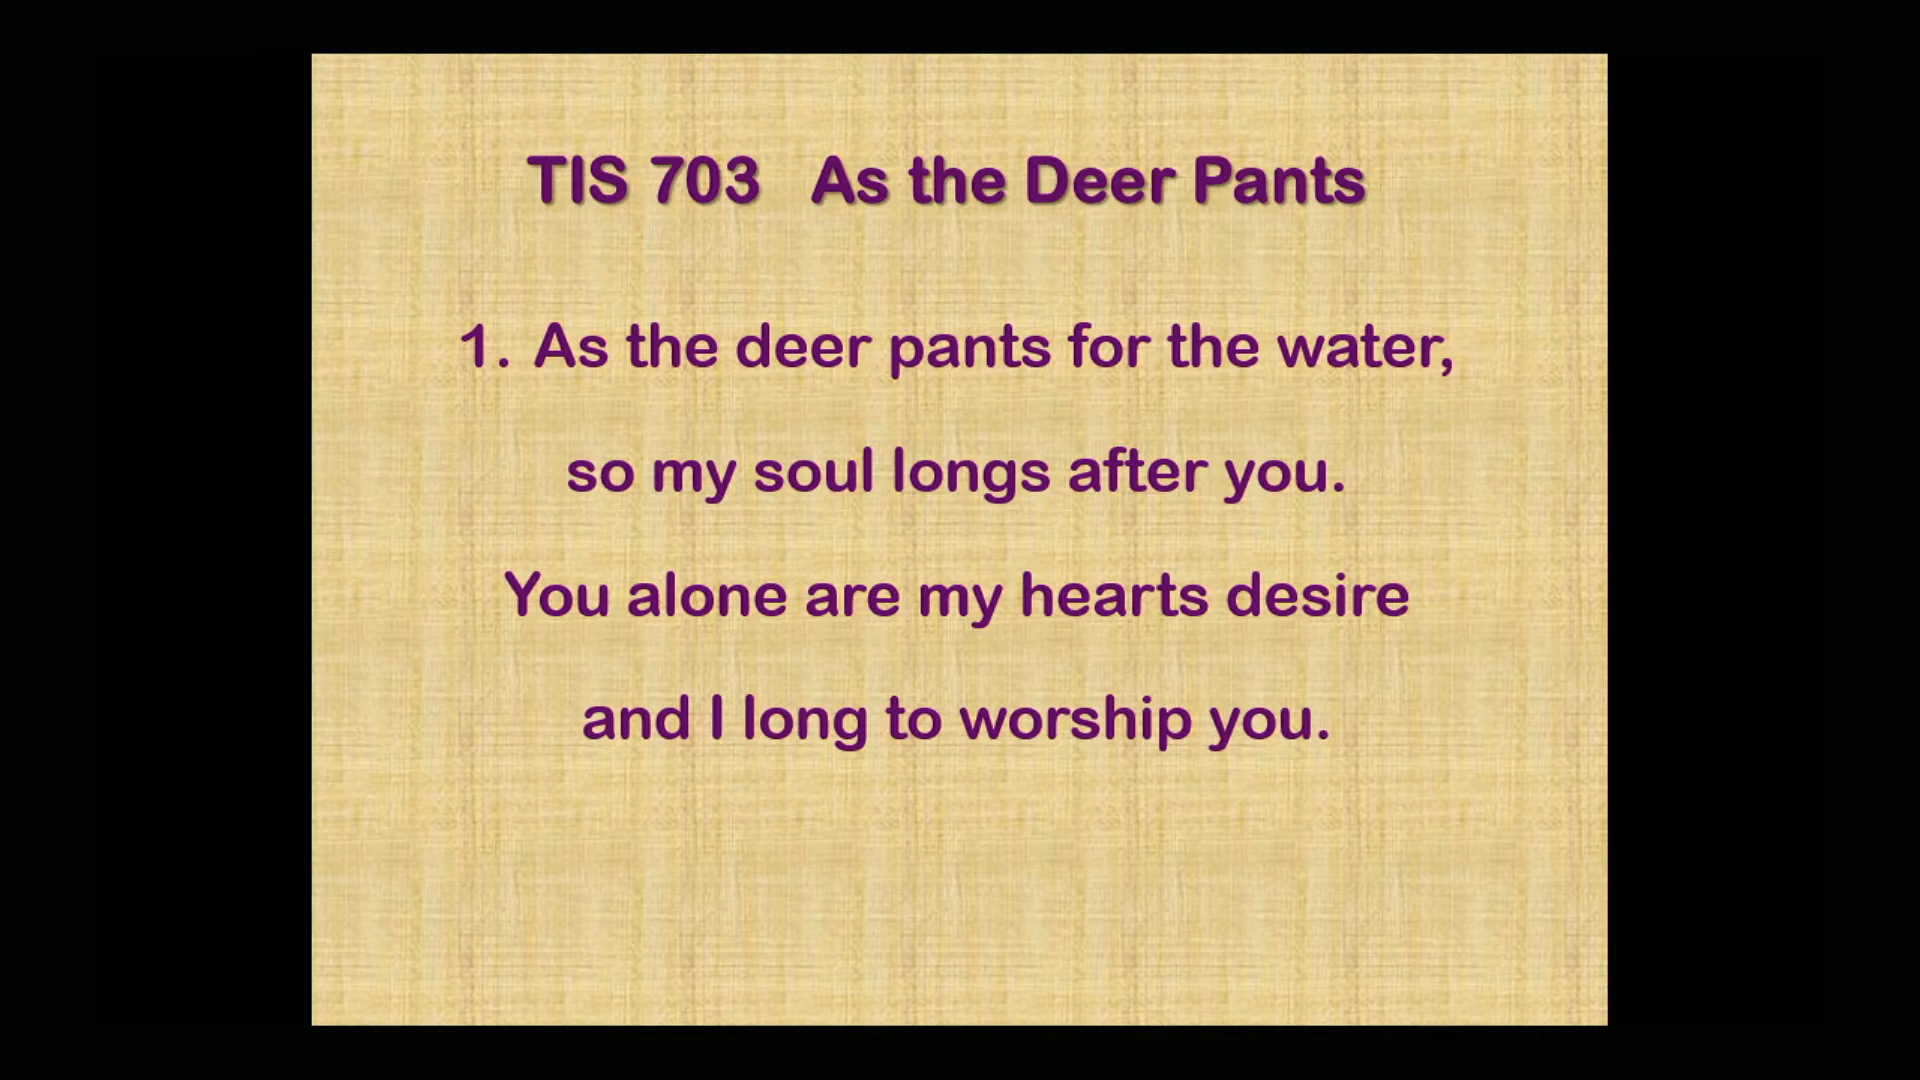 TIS 703 As the Deer Pants
1. As the deer pants for the water,
so my soul longs after you.
You alone are my hearts desire
and I long to worship you.